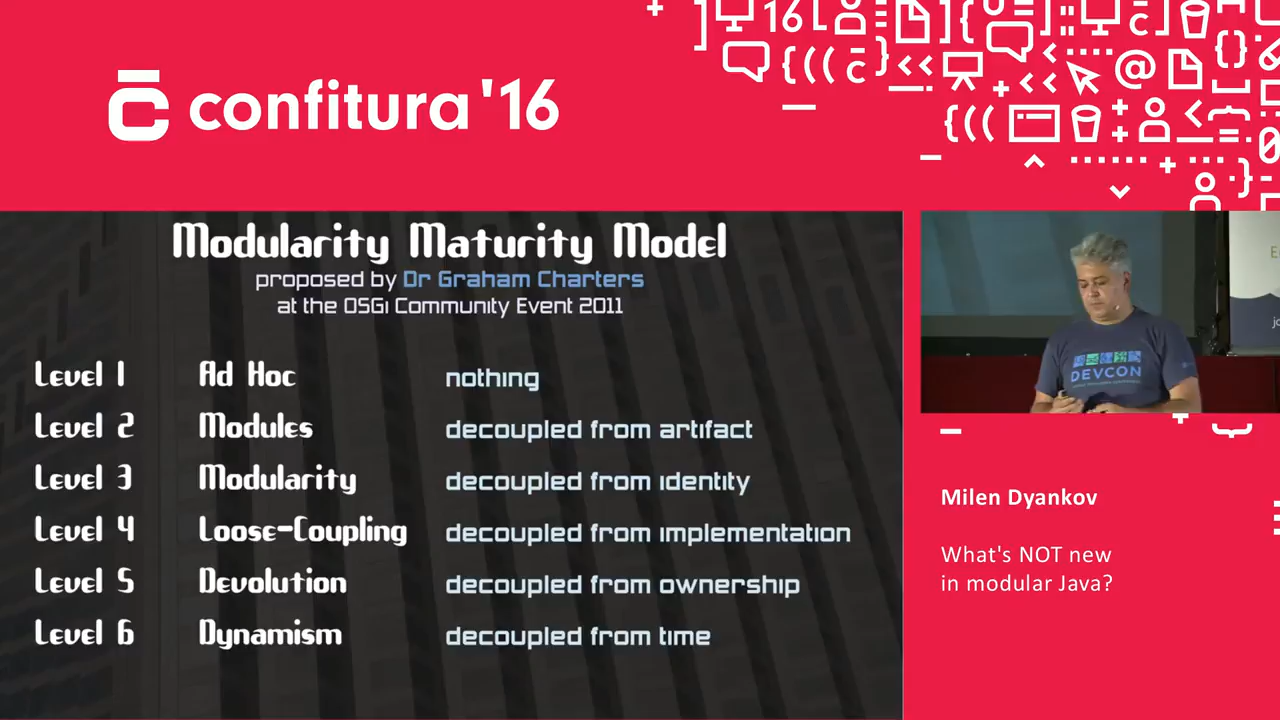 confitura '16
Modularity Maturity Model
proposed by Dr Graham Charters
at the OSGi Community Event 2011
Level 1 Ad Hoc nothing
Level 2 Modules decoupled from artifact
Level 3 Modularity decoupled from identity
Level 4 Loose-Coupling decoupled from implementation
Level 5 Devolution decoupled from ownership
Level 6 Dynamism decoupled from time
DEVCON
Milen Dyankov
What's NOT new
in modular Java?